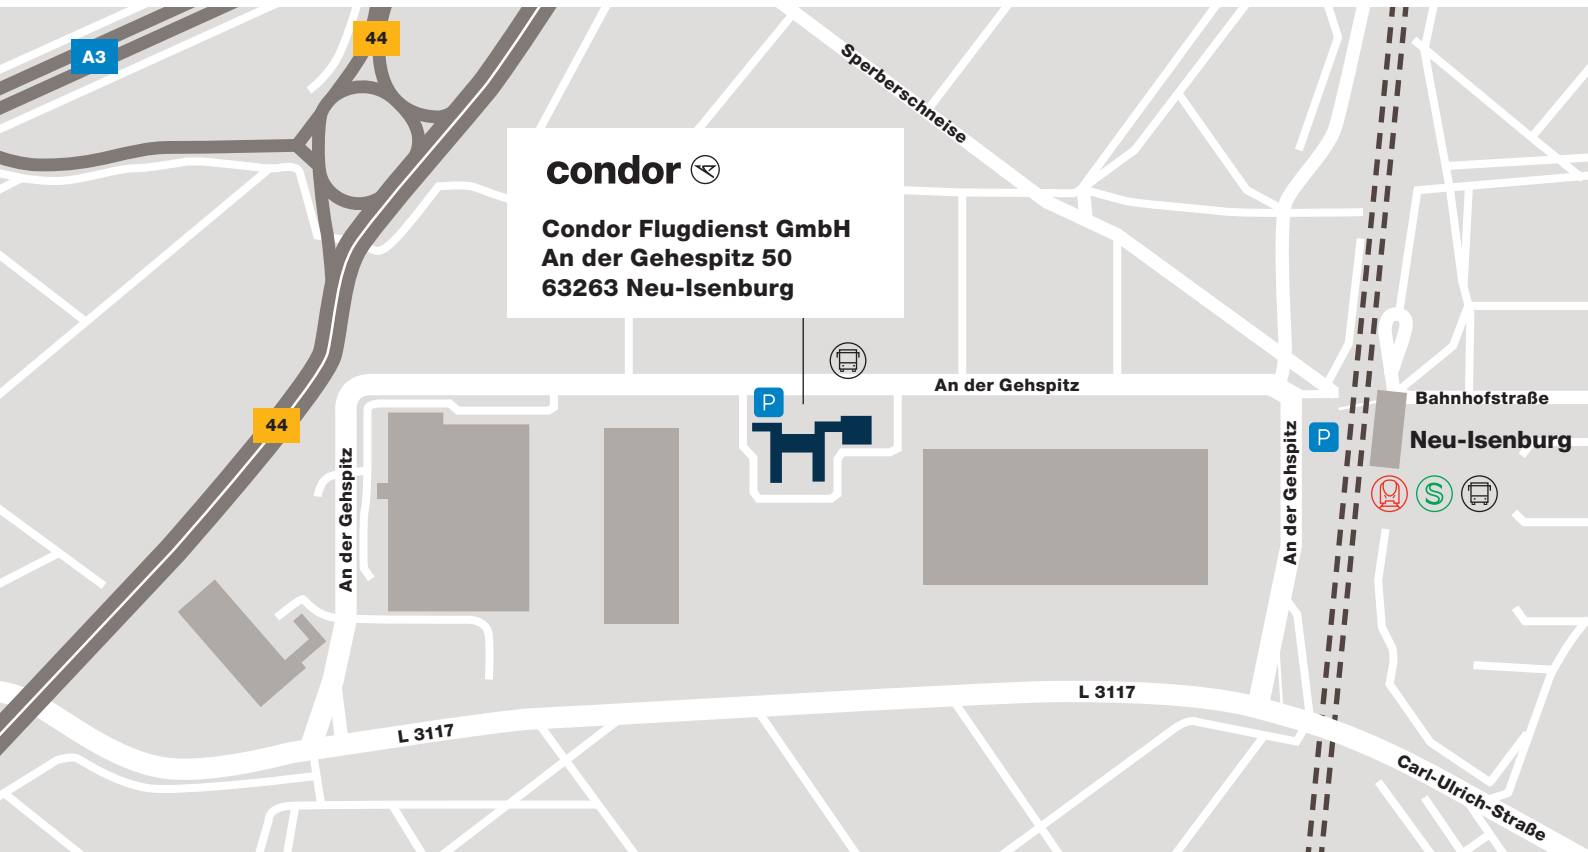 44
A3
Sperberschneise
condor
Condor Flugdienst GmbH
An der Gehespitz 50
63263 Neu-Isenburg
An der Gehspitz
P
Bahnhofstraße
44
P
Neu-Isenburg
An der Gehspitz
An der Gehspitz
S
L 3117
L 3117
Carl-Ulrich-Straße